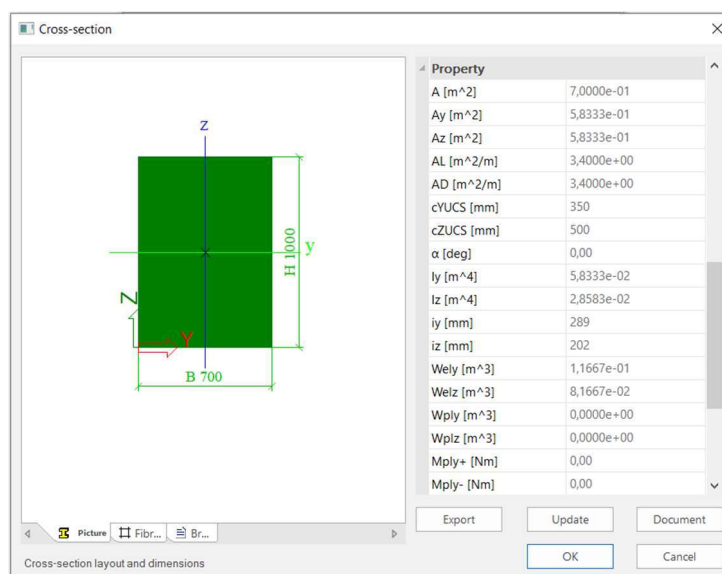 Cross-section
z
y
H 1000
Z
Y
B 700
Picture
Fibr...
Br...
Cross-section layout and dimensions
Property
A [m^2] 7,0000e-01
Ay [m^2] 5,8333e-01
Az [m^2] 5,8333e-01
AL [m^2/m] 3,4000e+00
AD [m^2/m] 3,4000e+00
cYUCS [mm] 350
cZUCS [mm] 500
α [deg] 0,00
Iy [m^4] 5,8333e-02
Iz [m^4] 2,8583e-02
iy [mm] 289
iz [mm] 202
Wely [m^3] 1,1667e-01
Welz [m^3] 8,1667e-02
Wply [m^3] 0,0000e+00
Wplz [m^3] 0,0000e+00
Mply+ [Nm] 0,00
Mply- [Nm] 0,00
Export Update Document
OK Cancel